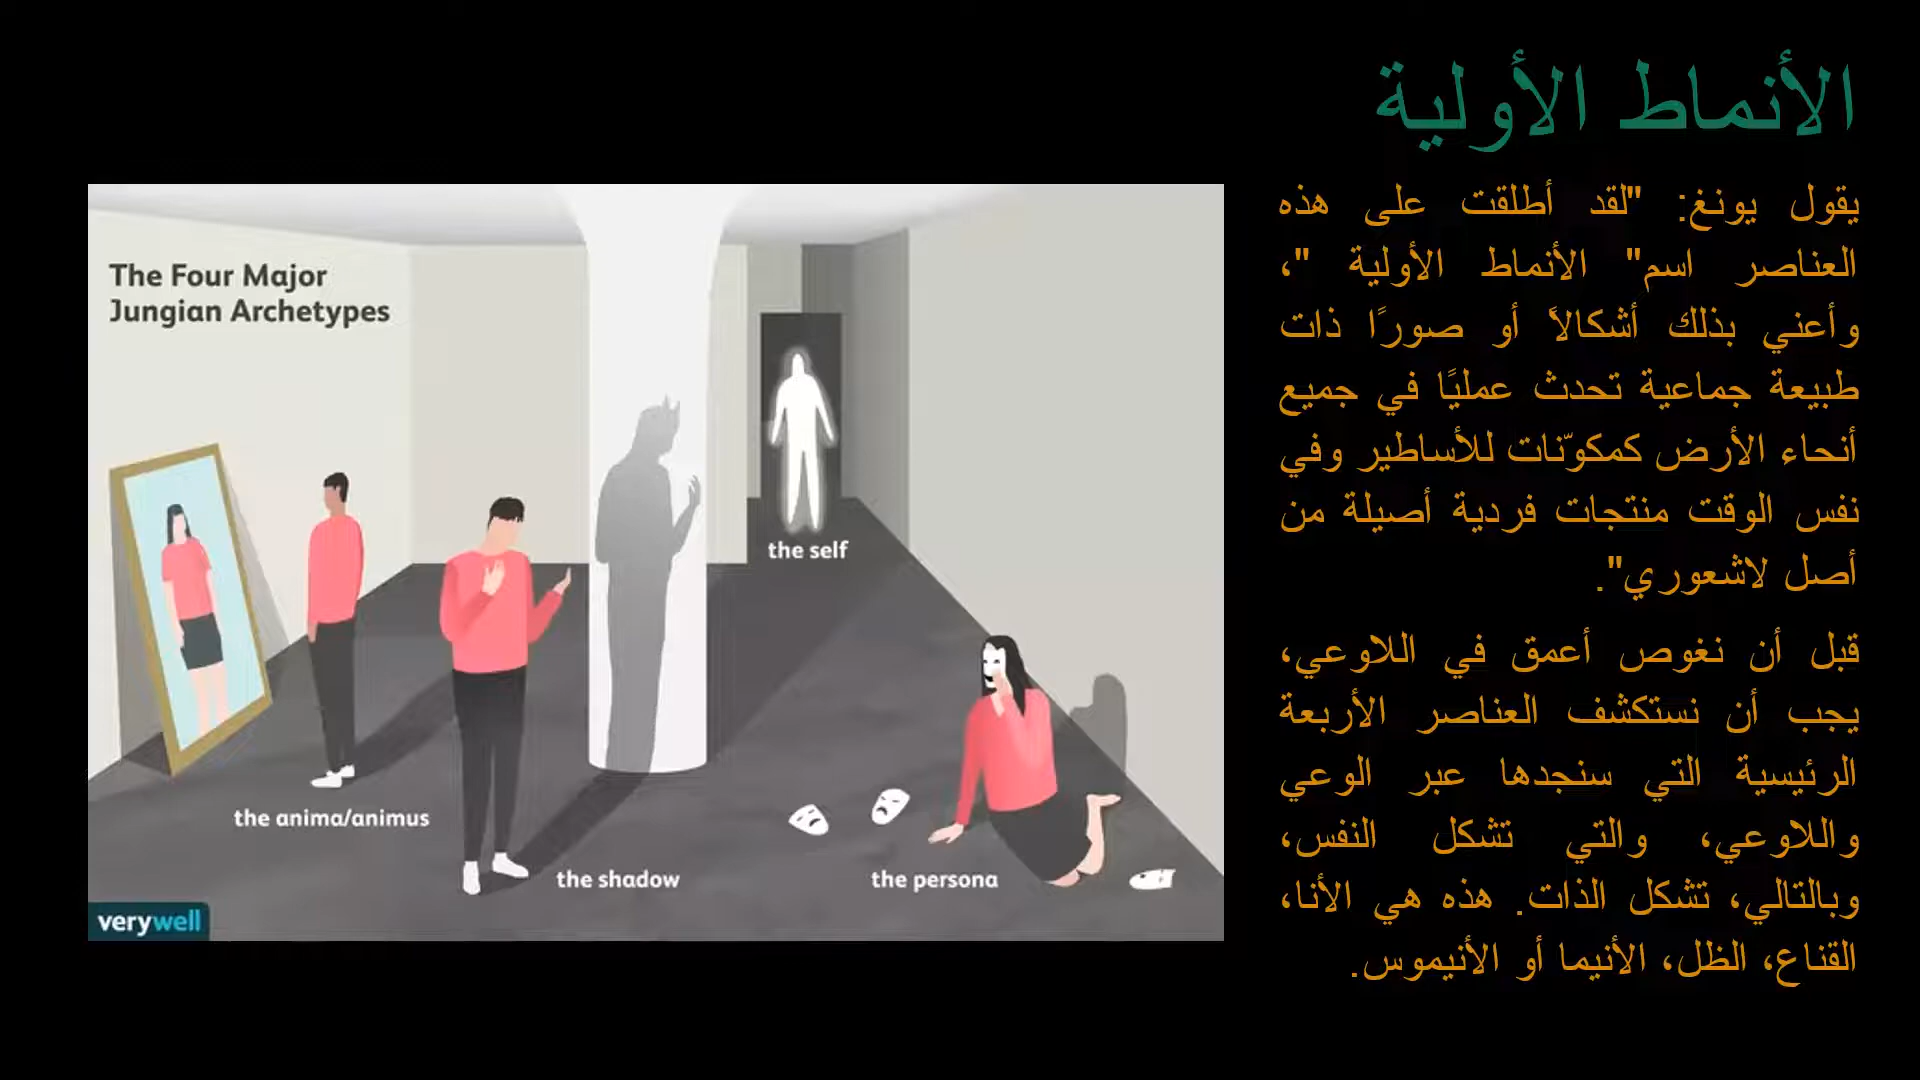 الأنماط الأولية
يقول يونغ: "لقد أطلقت على هذه
العناصر اسم" الأنماط الأولية "،
وأعني بذلك أشكالاً أو صورًا ذات
طبيعة جماعية تحدث عمليًا في جميع
أنحاء الأرض كمكوّنات للأساطير وفي
نفس الوقت منتجات فردية أصيلة من
أصل لاشعوري".
قبل أن نغوص أعمق في اللاوعي،
يجب أن نستكشف العناصر الأربعة
الرئيسية التي سنجدها عبر الوعي
واللاوعي، والتي تشكل النفس،
وبالتالي، تشكل الذات. هذه هي الأنا،
القناع، الظل، الأنيما أو الأنيموس.
The Four Major
Jungian Archetypes
the self
the anima/animus
the shadow
the persona
verywell